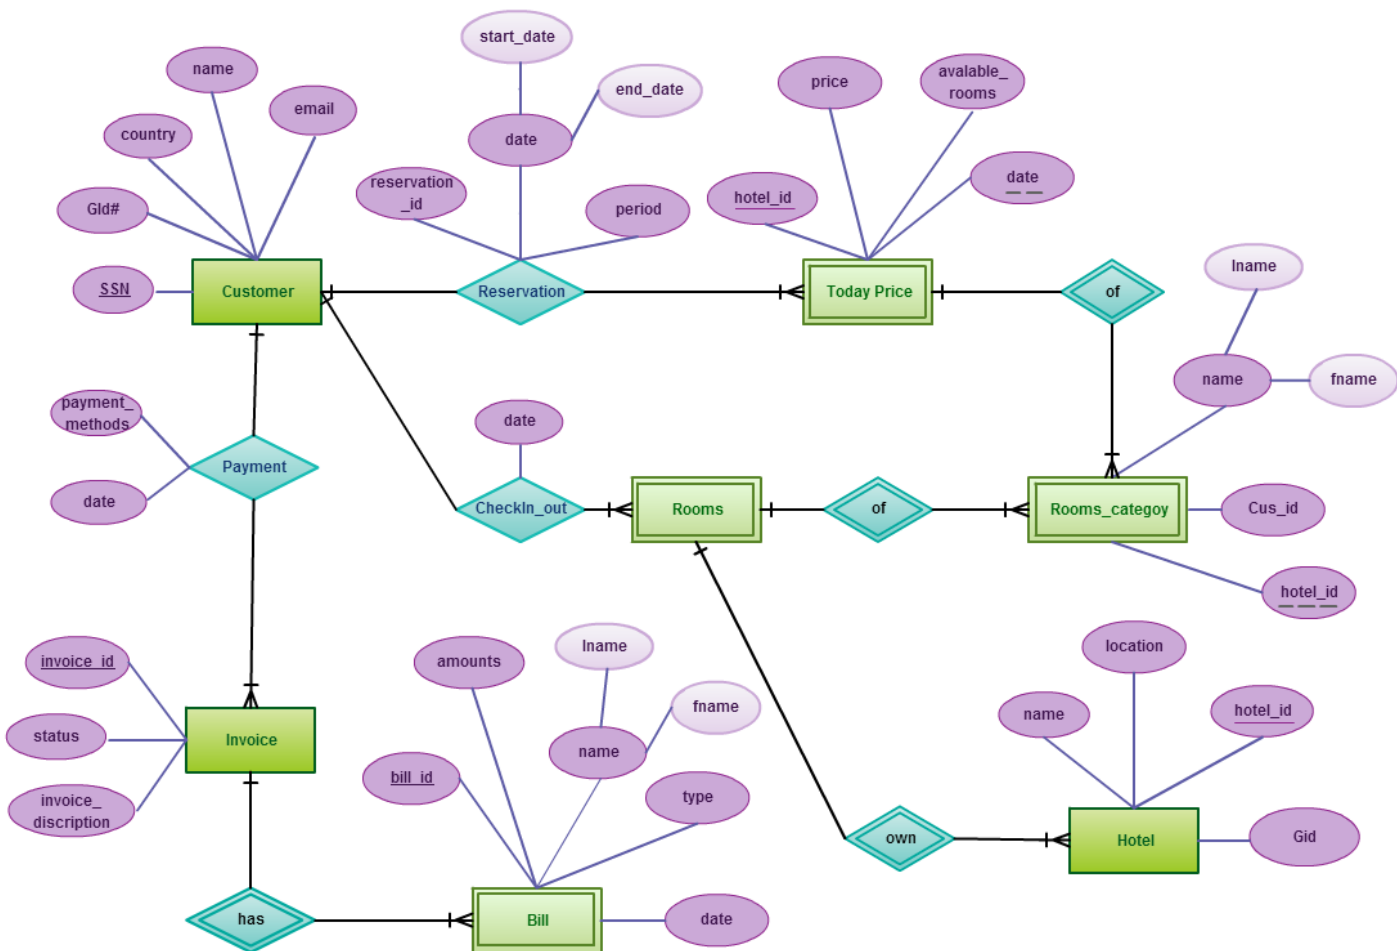 start_date
name
price
avalable_
rooms
end_date
email
country
date
reservation
_id
date
GId#
hotel_id
period
lname
SSN
Customer
Reservation
Today Price
of
name
fname
payment_
methods
date
Payment
date
CheckIn_out
Rooms
of
Rooms_categoy
Cus_id
hotel_id
lname
location
invoice_id
amounts
fname
name
hotel_id
status
Invoice
name
bill_id
type
invoice_
discription
own
Hotel
Gid
has
Bill
date